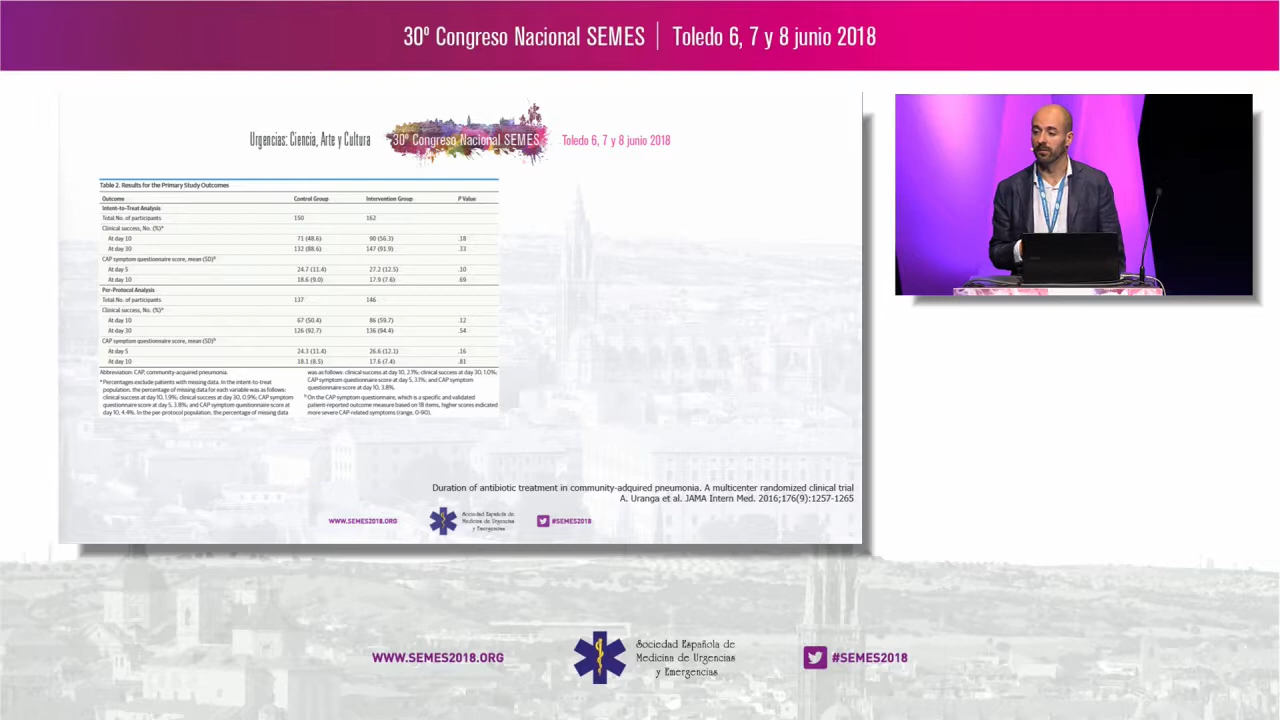 30º Congreso Nacional SEMES | Toledo 6, 7 y 8 junio 2018
Urgencias: Ciencia, Arte y Cultura
30º Congreso Nacional SEMES
Toledo 6, 7 y 8 junio 2018
Table 2. Results for the Primary Study Outcomes
Outcome Control Group Intervention Group P Value
Intent-to-Treat Analysis
Total No. of participants 150 162
Clinical success, No. (%)ᵃ
At day 10 71 (48.6) 90 (56.3) .18
At day 30 132 (88.6) 147 (91.9) .33
CAP symptom questionnaire score, mean (SD)ᵇ
At day 5 24.7 (11.4) 27.2 (12.5) .10
At day 10 18.6 (9.0) 17.9 (7.6) .69
Per-Protocol Analysis
Total No. of participants 137 146
Clinical success, No. (%)ᵃ
At day 10 67 (50.4) 86 (59.7) .12
At day 30 126 (92.7) 136 (94.4) .54
CAP symptom questionnaire score, mean (SD)ᵇ
At day 5 24.3 (11.4) 26.6 (12.1) .16
At day 10 18.1 (8.5) 17.6 (7.4) .81
Abbreviation: CAP, community-acquired pneumonia.
ᵃ Percentages exclude patients with missing data. In the intent-to-treat
population, the percentage of missing data for each variable was as follows:
clinical success at day 10, 1.9%; clinical success at day 30, 0.9%; CAP symptom
questionnaire score at day 5, 3.8%; and CAP symptom questionnaire score at
day 10, 4.4%. In the per-protocol population, the percentage of missing data
was as follows: clinical success at day 10, 2.1%; clinical success at day 30, 1.0%;
CAP symptom questionnaire score at day 5, 3.1%; and CAP symptom
questionnaire score at day 10, 3.8%.
ᵇ On the CAP symptom questionnaire, which is a specific and validated
patient-reported outcome measure based on 18 items, higher scores indicated
more severe CAP-related symptoms (range, 0-90).
Duration of antibiotic treatment in community-adquired pneumonia. A multicenter randomized clinical trial
A. Uranga et al. JAMA Intern Med. 2016;176(9):1257-1265
WWW.SEMES2018.ORG
Sociedad Española de
Medicina de Urgencias
y Emergencias
#SEMES2018
WWW.SEMES2018.ORG
Sociedad Española de
Medicina de Urgencias
y Emergencias
#SEMES2018